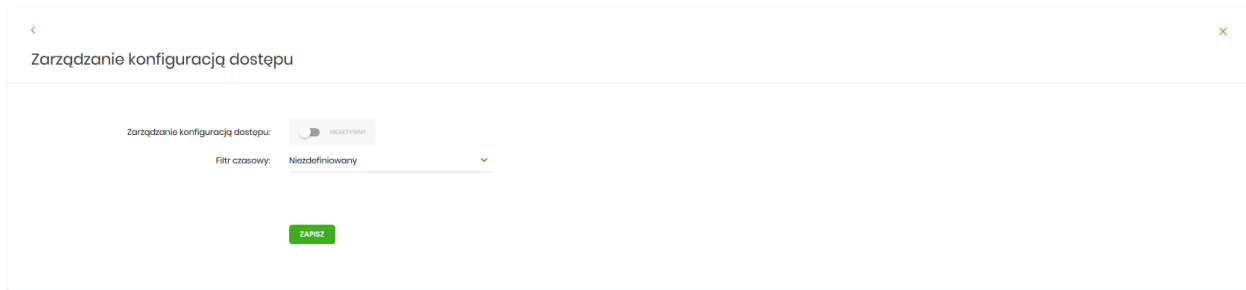 Zarządzanie konfiguracją dostępu
Zarządzanie konfiguracją dostępu:
NIEAKTYWNY
Filtr czasowy:
Niezdefiniowany
ZAPISZ